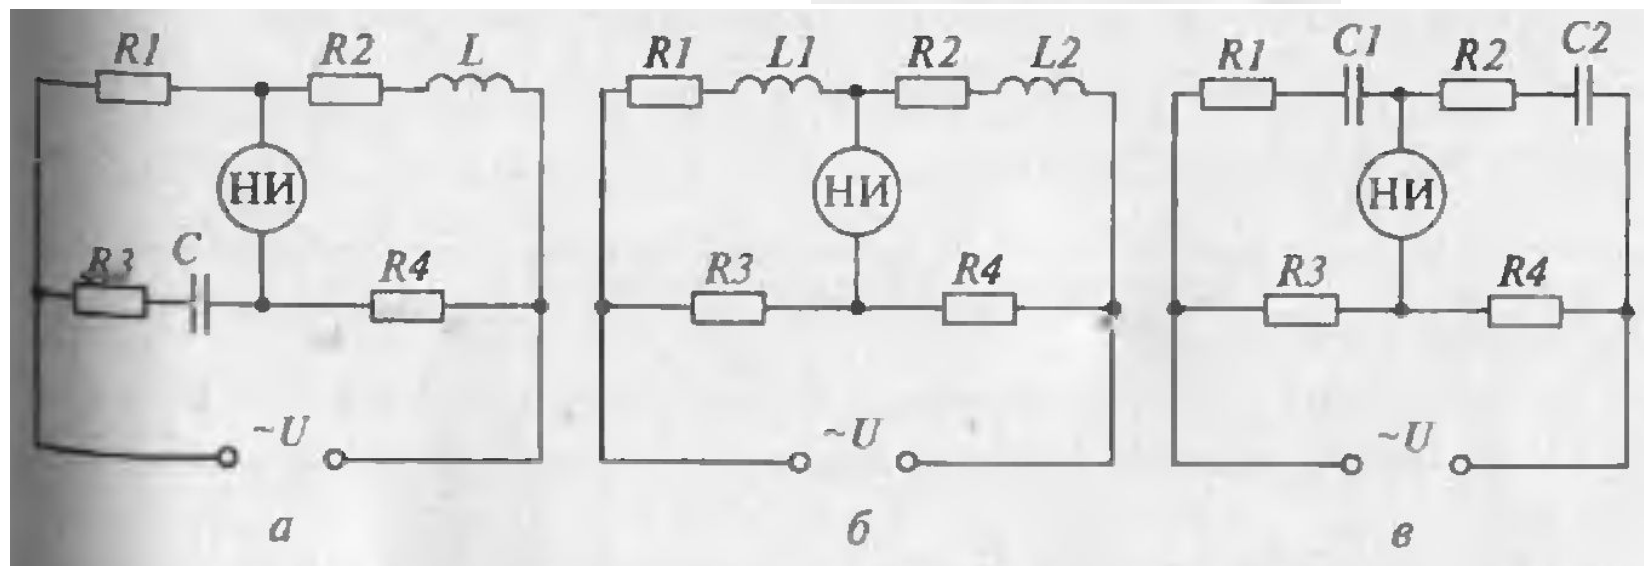 R1 R2 L
НИ
R3 C R4
~U
а
R1 L1 R2 L2
НИ
R3 R4
~U
б
R1 C1 R2 C2
НИ
R3 R4
~U
в